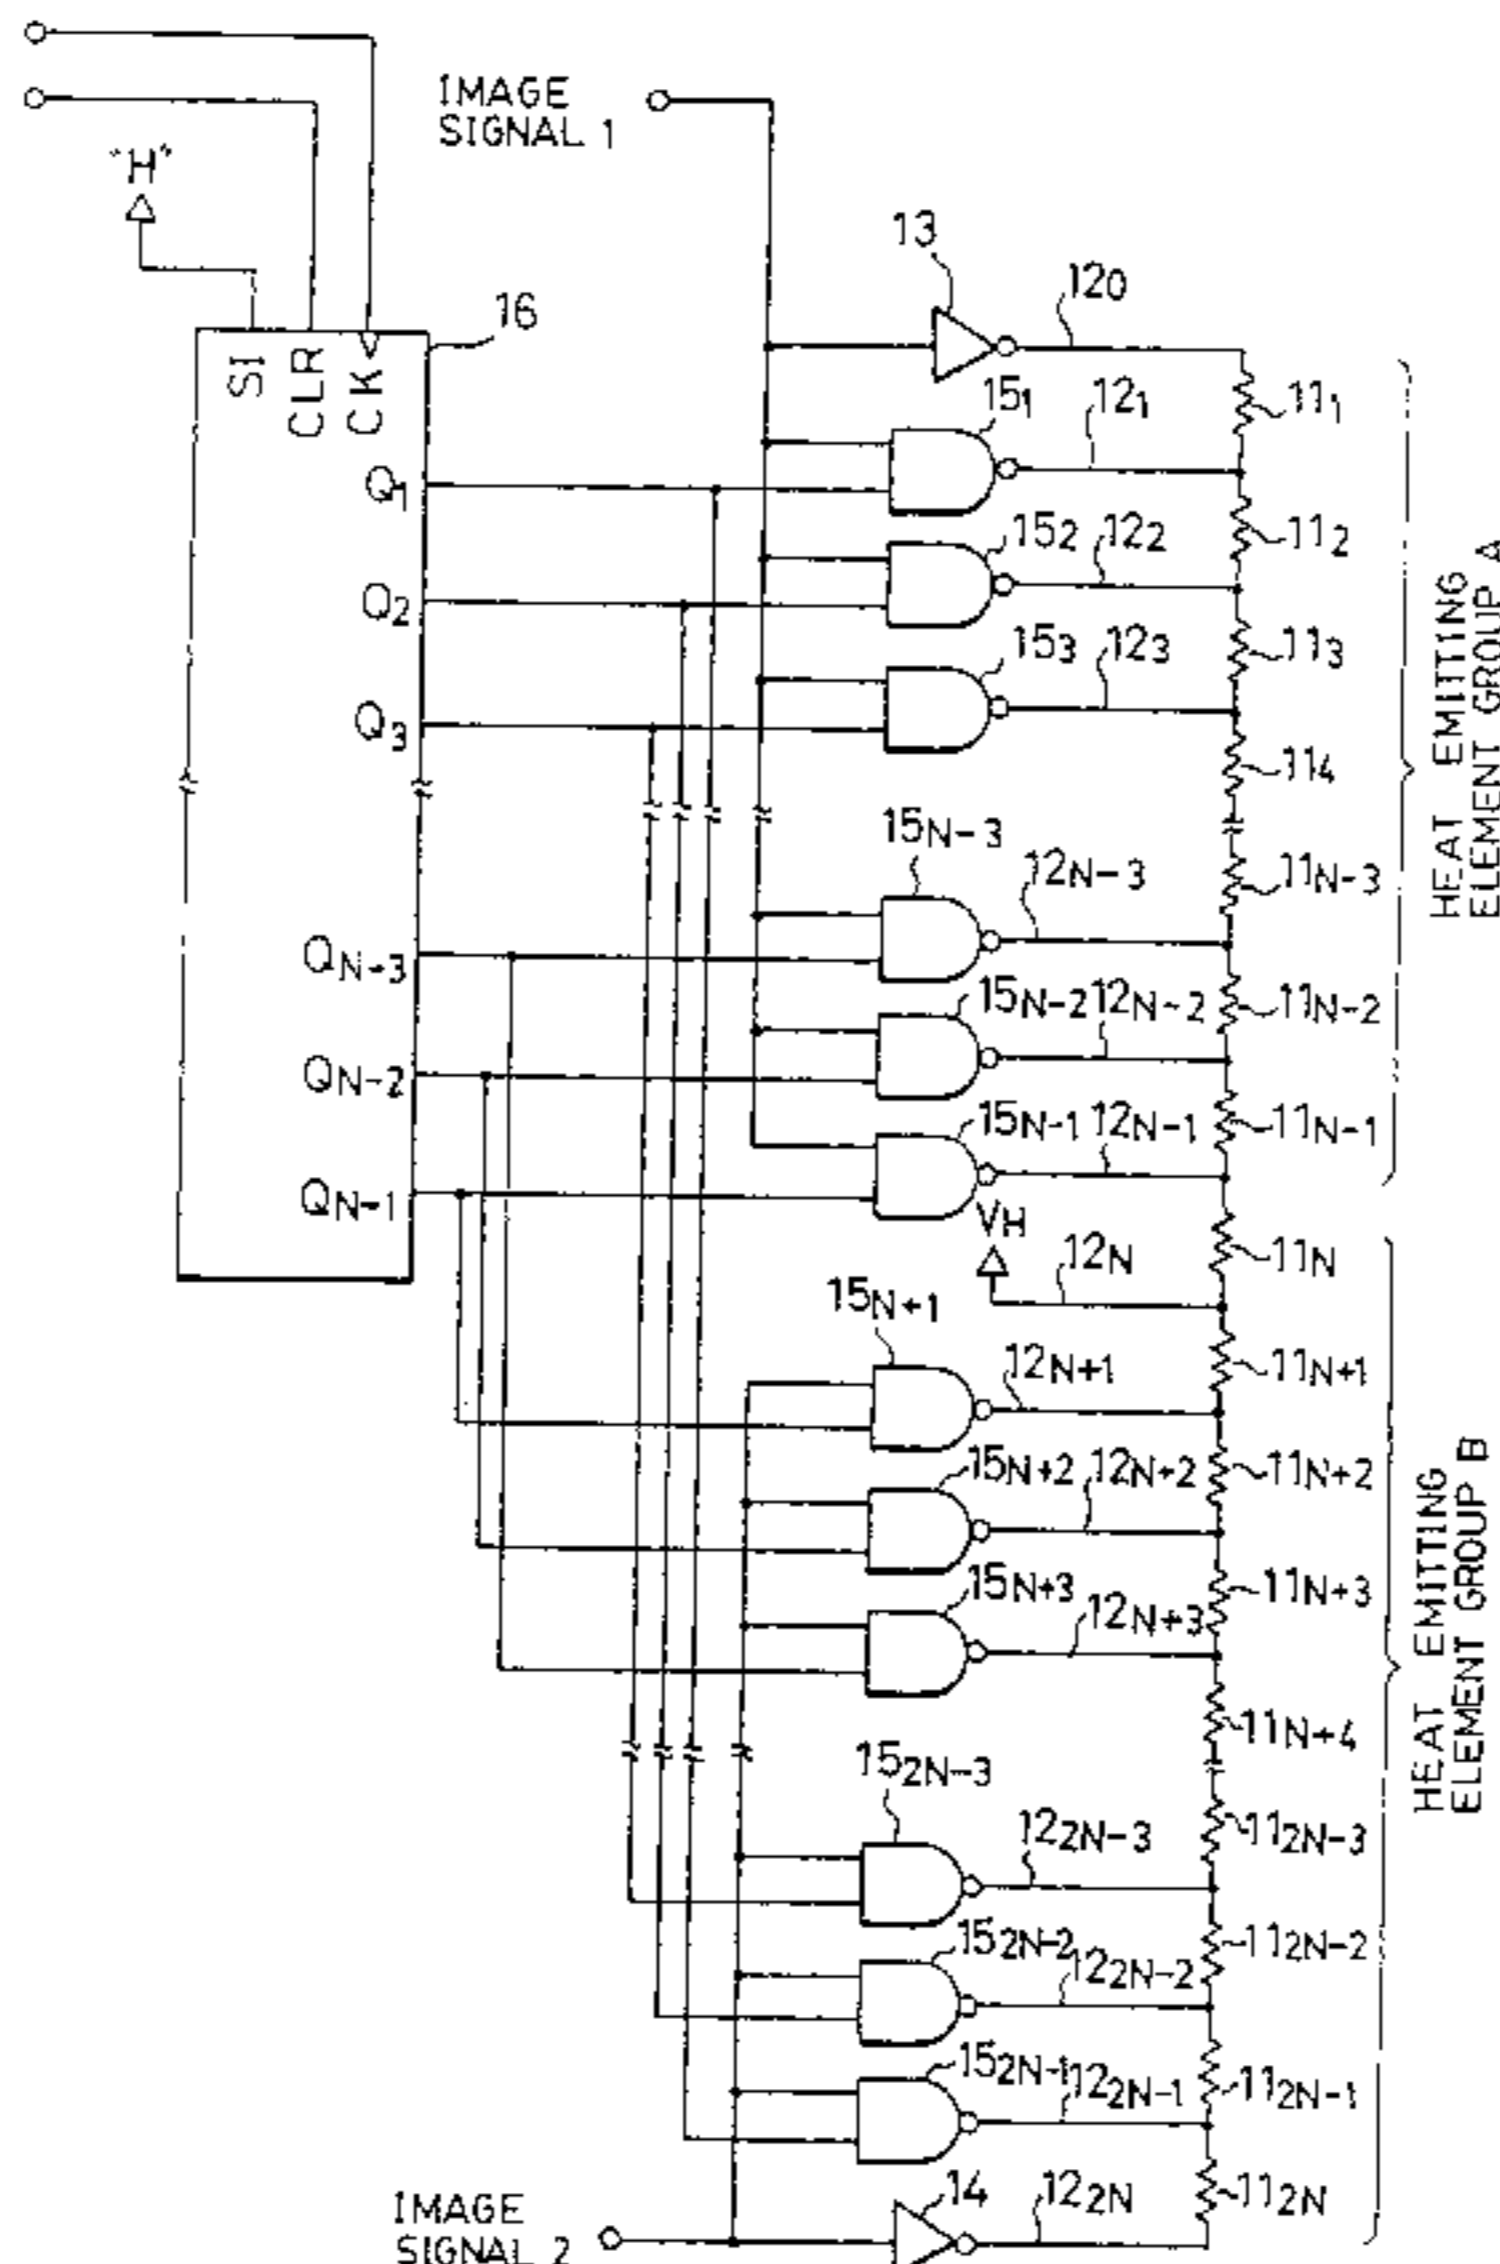 IMAGE
SIGNAL 1
"H"
16
SI
CLR
CK
Q1
Q2
Q3
QN-3
QN-2
QN-1
13
120
111
151
121
112
152
122
113
153
123
114
15N-3
12N-3
11N-3
15N-2
12N-2
11N-2
15N-1
12N-1
11N-1
VH
12N
11N
15N+1
12N+1
11N+1
15N+2
12N+2
11N+2
15N+3
12N+3
11N+3
11N+4
152N-3
122N-3
112N-3
152N-2
122N-2
112N-2
152N-1
122N-1
112N-1
14
122N
112N
HEAT EMITTING
ELEMENT GROUP A
HEAT EMITTING
ELEMENT GROUP B
IMAGE
SIGNAL 2